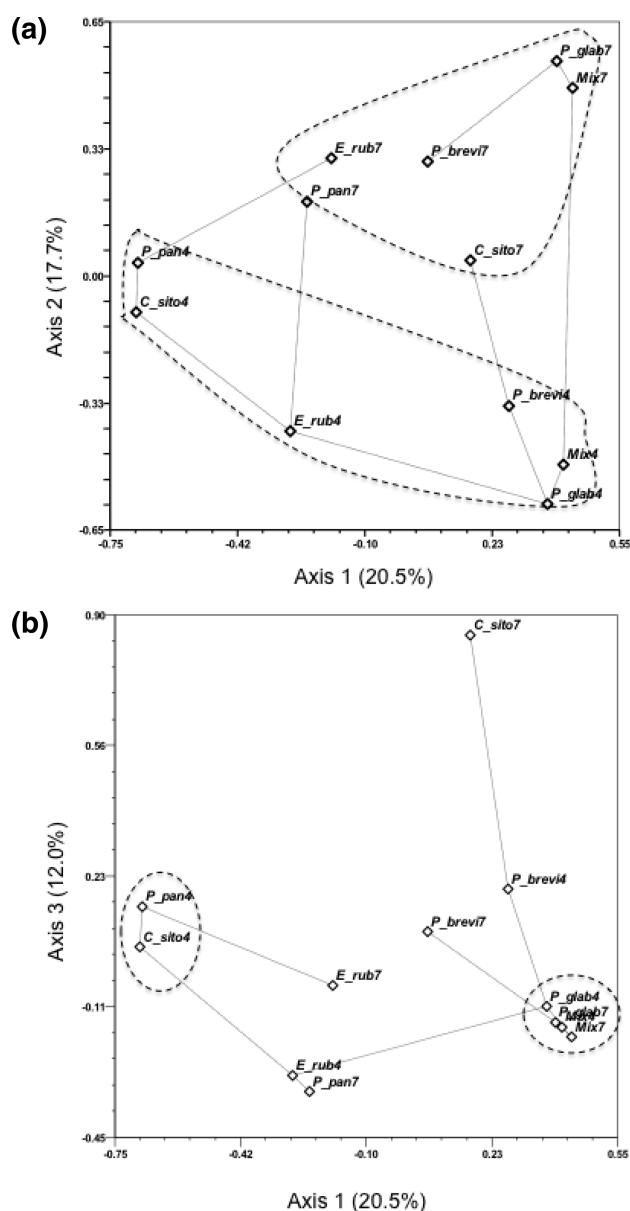 (a)
0.65
P_glab7
Mix7
0.33
E_rub7
P_brevi7
P_pan7
P_pan4
C_sito7
0.00
C_sito4
Axis 2 (17.7%)
-0.33
P_brevi4
E_rub4
Mix4
P_glab4
-0.65
-0.75
-0.42
-0.10
0.23
0.55
Axis 1 (20.5%)
(b)
0.90
C_sito7
0.56
0.23
Axis 3 (12.0%)
P_pan4
P_brevi4
C_sito4
P_brevi7
E_rub7
-0.11
P_glab4
P_glab7
Mix4
Mix7
E_rub4
P_pan7
-0.45
-0.75
-0.42
-0.10
0.23
0.55
Axis 1 (20.5%)